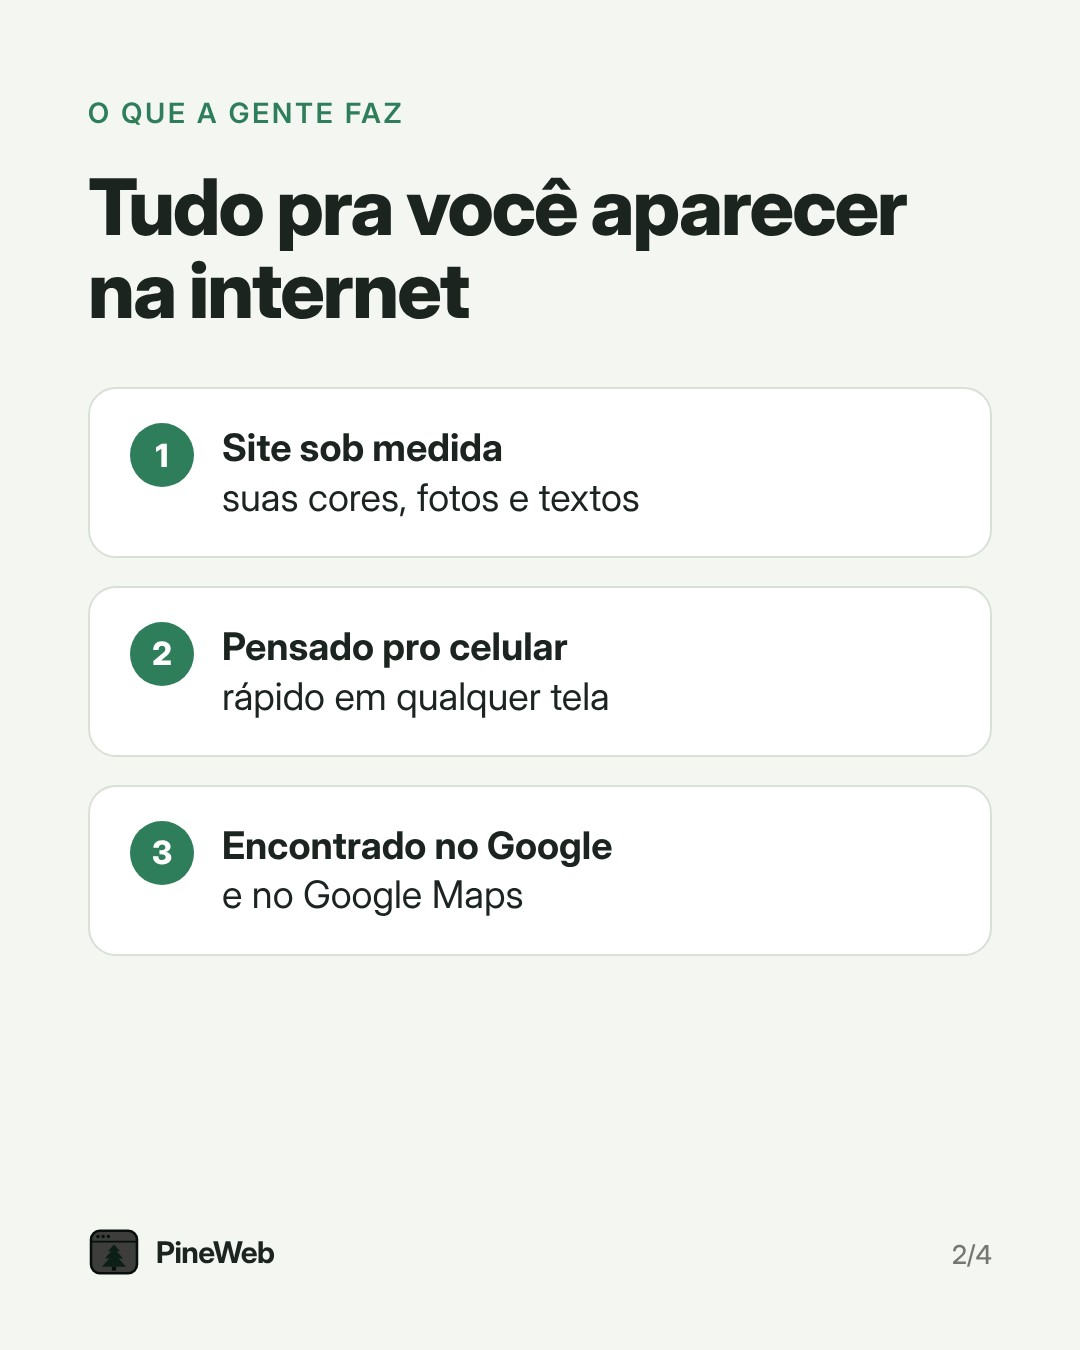 O QUE A GENTE FAZ
Tudo pra você aparecer
na internet
1
Site sob medida
suas cores, fotos e textos
2
Pensado pro celular
rápido em qualquer tela
3
Encontrado no Google
e no Google Maps
PineWeb
2/4